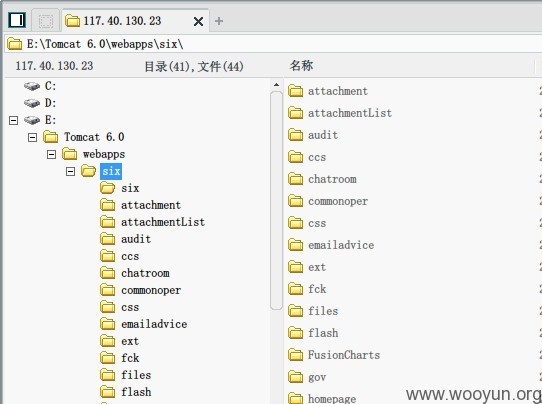 117.40.130.23
E:\Tomcat 6.0\webapps\six\
117.40.130.23 目录(41),文件(44) 名称
C:
D:
E:
Tomcat 6.0
webapps
six
six
attachment
attachmentList
audit
ccs
chatroom
commonoper
css
emailadvice
ext
fck
files
flash
attachment
attachmentList
audit
ccs
chatroom
commonoper
css
emailadvice
ext
fck
files
flash
FusionCharts
gov
homepage
www.wooyun.org